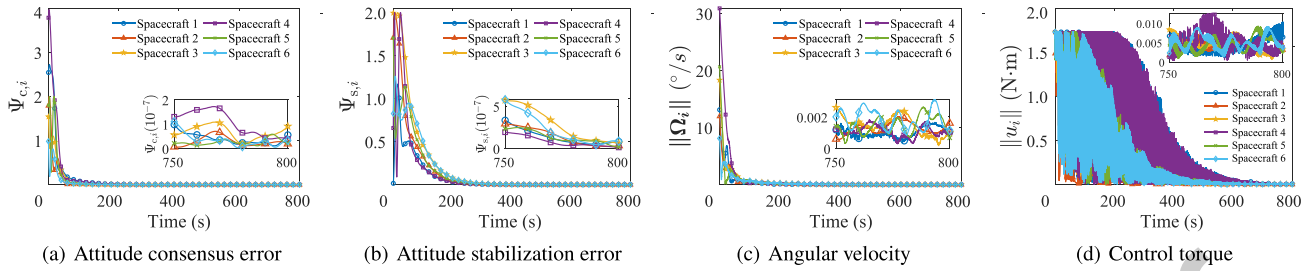 Ψc,i
4
3
2
1
0
200
400
600
800
Time (s)
Spacecraft 1
Spacecraft 2
Spacecraft 3
Spacecraft 4
Spacecraft 5
Spacecraft 6
Ψc,i(10⁻⁷)
2
1
0
750
800
(a) Attitude consensus error
Ψs,i
2.0
1.5
1.0
0.5
0
200
400
600
800
Time (s)
Spacecraft 1
Spacecraft 2
Spacecraft 3
Spacecraft 4
Spacecraft 5
Spacecraft 6
Ψs,i(10⁻⁷)
5
0
750
800
(b) Attitude stabilization error
||Ωi|| (°/s)
30
20
10
0
200
400
600
800
Time (s)
Spacecraft 1
Spacecraft 2
Spacecraft 3
Spacecraft 4
Spacecraft 5
Spacecraft 6
0.002
0
750
800
(c) Angular velocity
||ui|| (N·m)
2.0
1.5
1.0
0.5
0
200
400
600
800
Time (s)
0.010
0.005
0
750
800
Spacecraft 1
Spacecraft 2
Spacecraft 3
Spacecraft 4
Spacecraft 5
Spacecraft 6
(d) Control torque